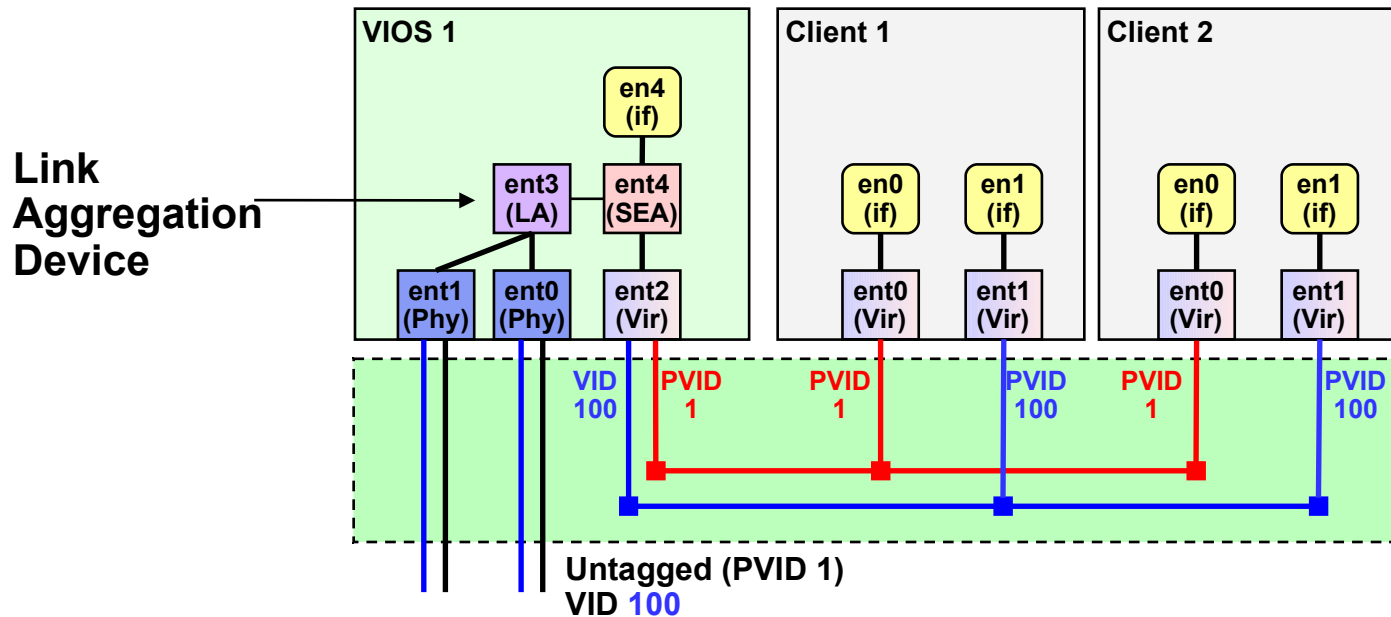 VIOS 1
Client 1
Client 2
en4
(if)
Link
Aggregation
Device
ent3
(LA)
ent4
(SEA)
en0
(if)
en1
(if)
en0
(if)
en1
(if)
ent1
(Phy)
ent0
(Phy)
ent2
(Vir)
ent0
(Vir)
ent1
(Vir)
ent0
(Vir)
ent1
(Vir)
VID
100
PVID
1
PVID
1
PVID
100
PVID
1
PVID
100
Untagged (PVID 1)
VID 100